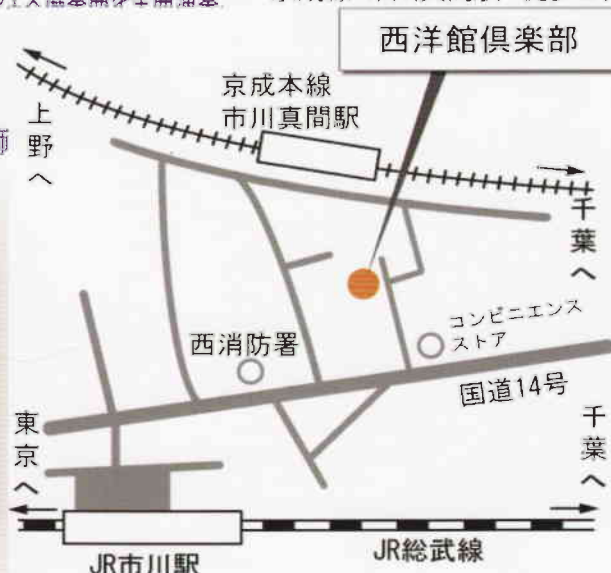 西洋館倶楽部
京成本線
市川真間駅
上野へ
千葉へ
コンビニエンス
ストア
西消防署
国道14号
東京へ
千葉へ
JR市川駅
JR総武線